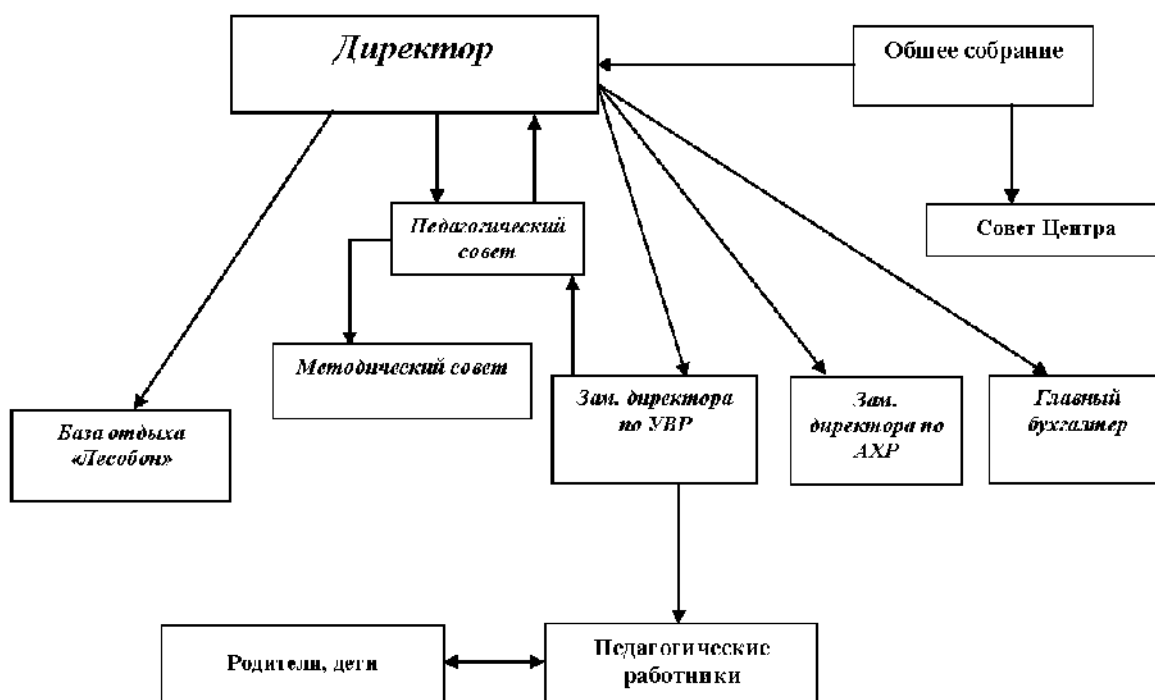 Директор
Общее собрание
Педагогический
совет
Совет Центра
Методический совет
База отдыха
«Лесобон»
Зам. директора
по УВР
Зам.
директора по
АХР
Главный
бухгалтер
Родители, дети
Педагогические
работники